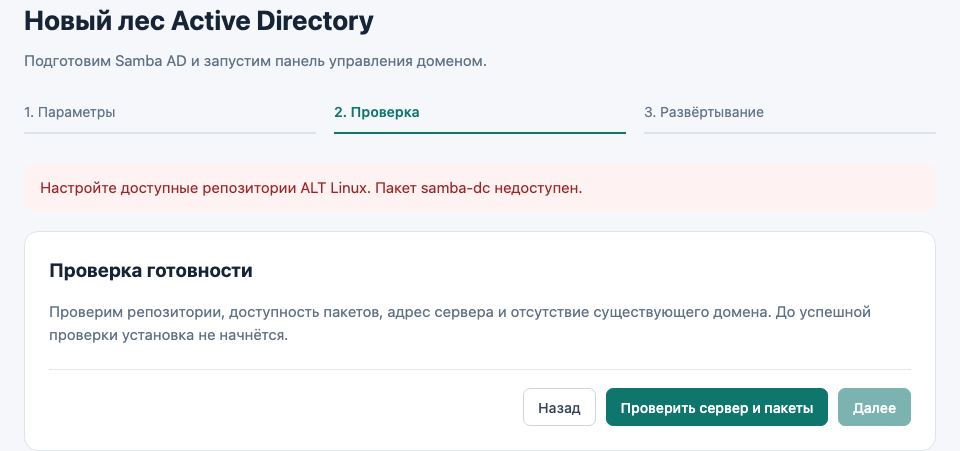 Новый лес Active Directory
Подготовим Samba AD и запустим панель управления доменом.
1. Параметры
2. Проверка
3. Развёртывание
Настройте доступные репозитории ALT Linux. Пакет samba-dc недоступен.
Проверка готовности
Проверим репозитории, доступность пакетов, адрес сервера и отсутствие существующего домена. До успешной
проверки установка не начнётся.
Назад
Проверить сервер и пакеты
Далее